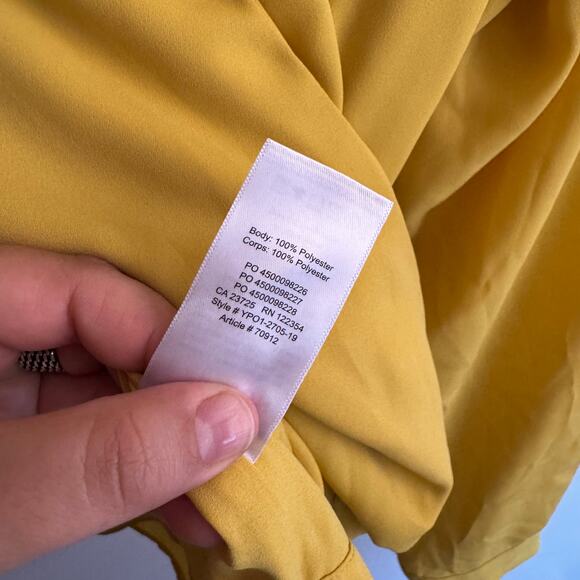 Body: 100% Polyester
Corps: 100% Polyester
PO 4500098226
PO 4500098227
PO 4500098228
CA 23725 RN 122354
Style # YPO1-2705-19
Article # 70912